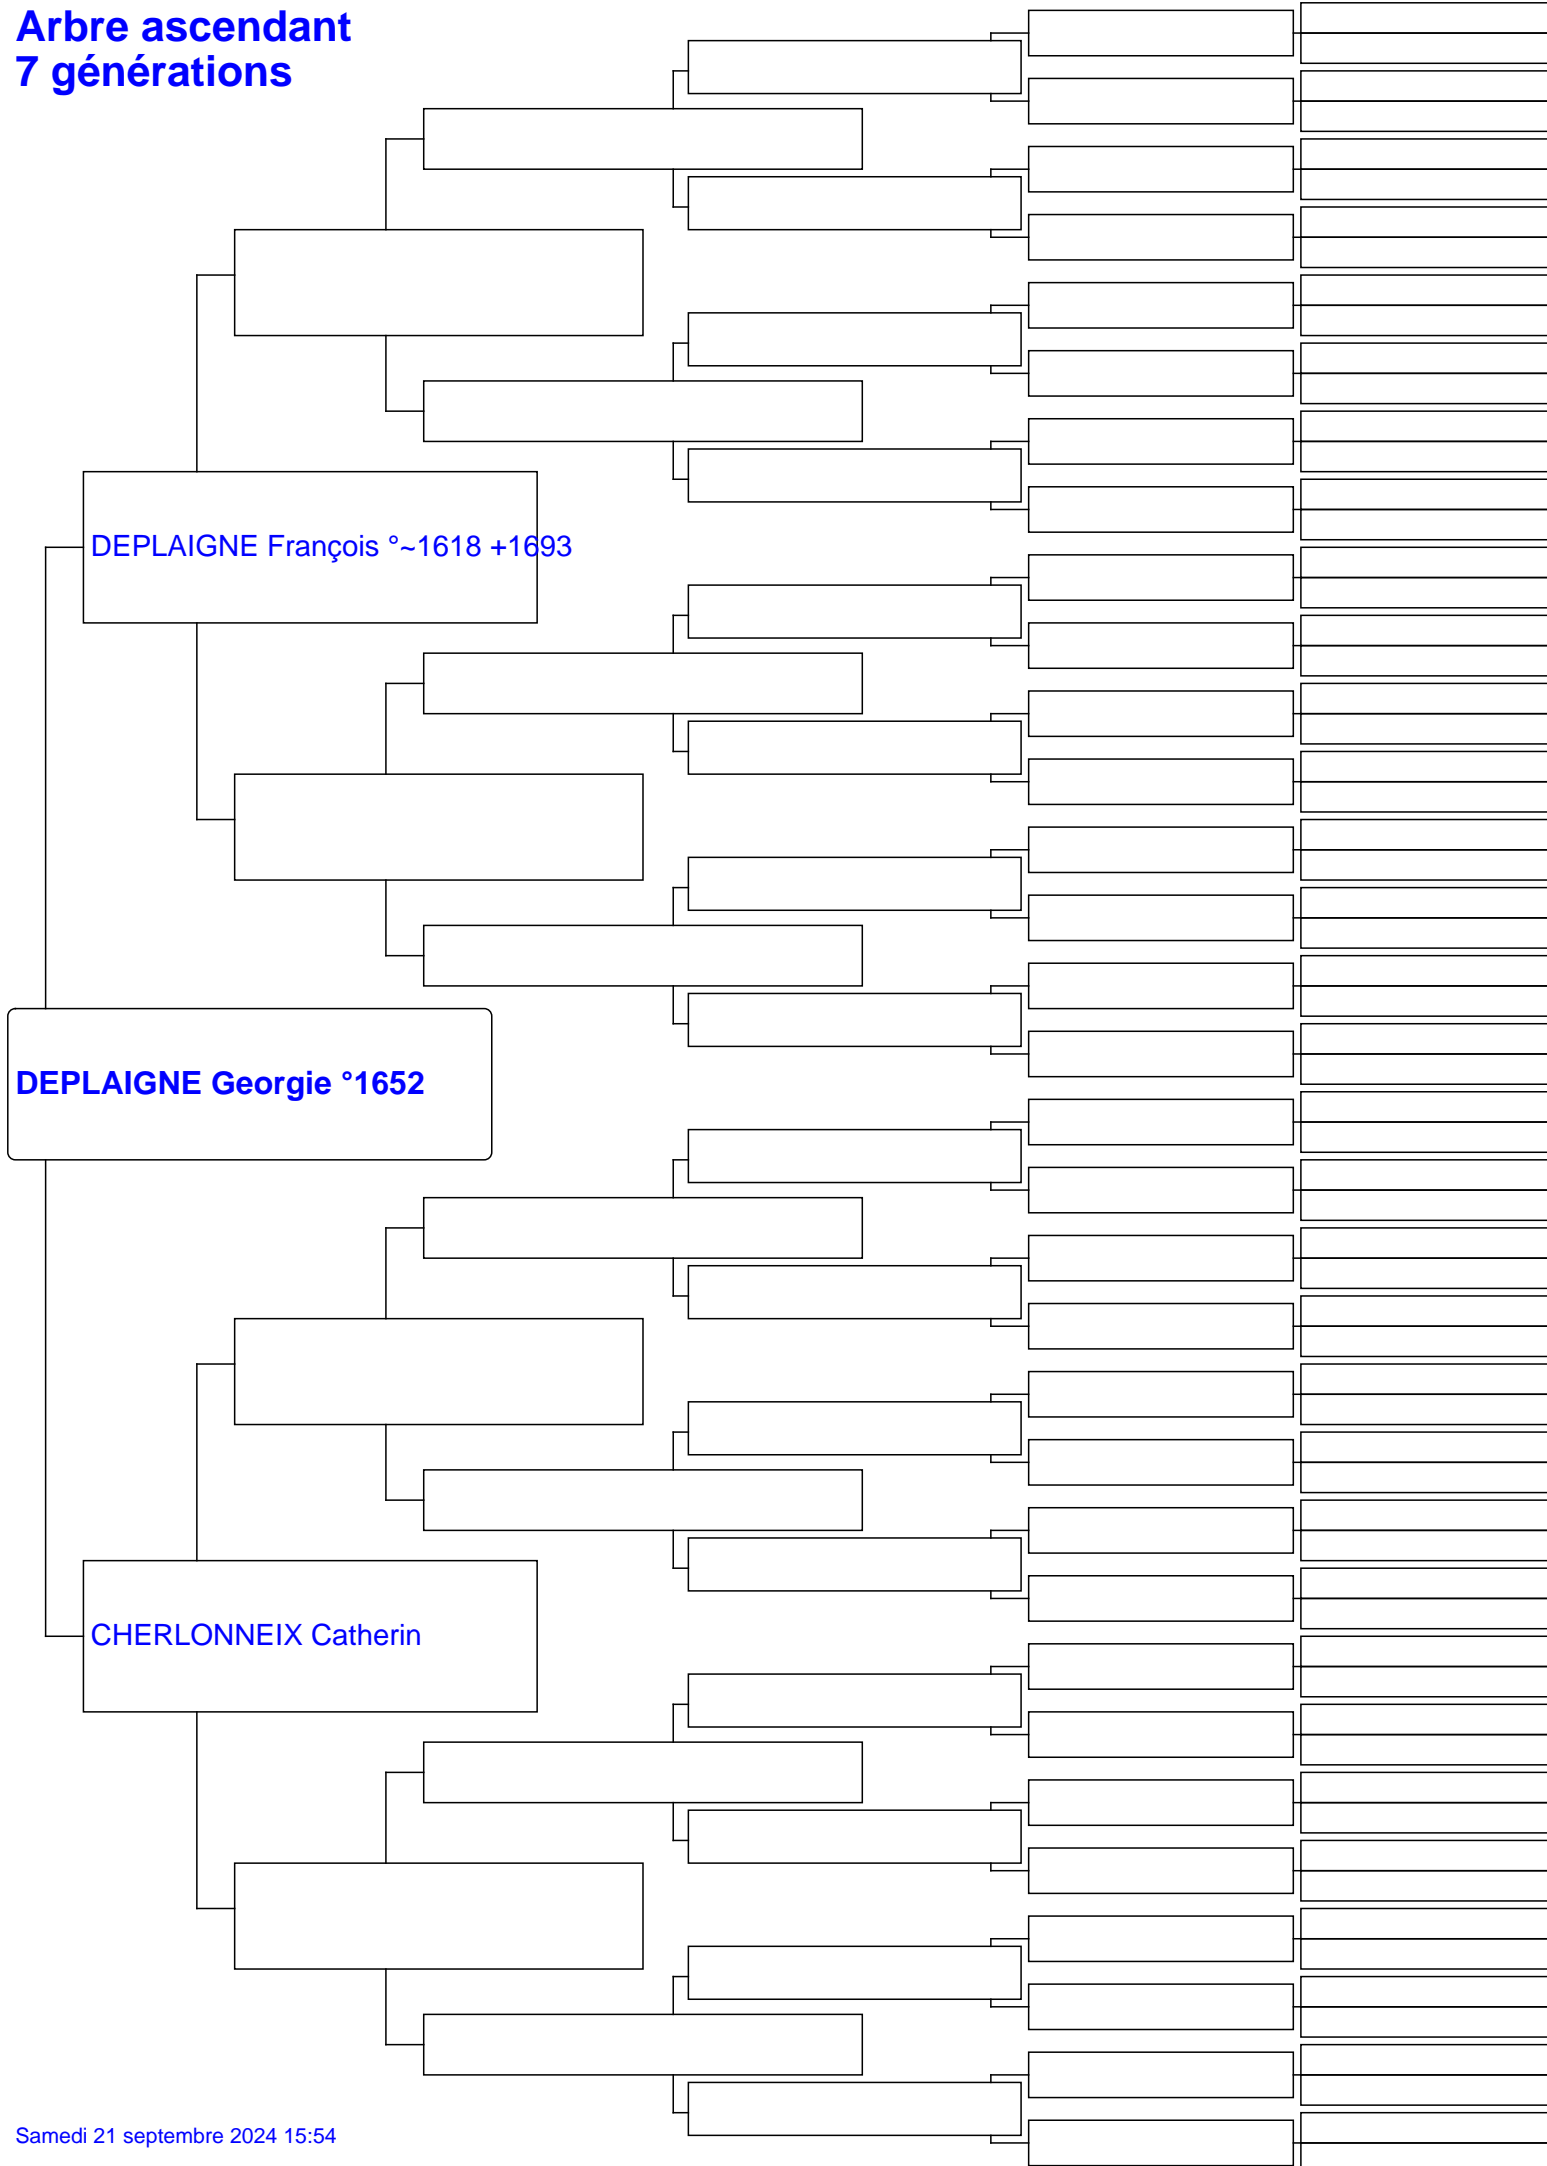 Arbre ascendant
7 générations
DEPLAIGNE François °~1618 +1693
DEPLAIGNE Georgie °1652
CHERLONNEIX Catherin
Samedi 21 septembre 2024 15:54